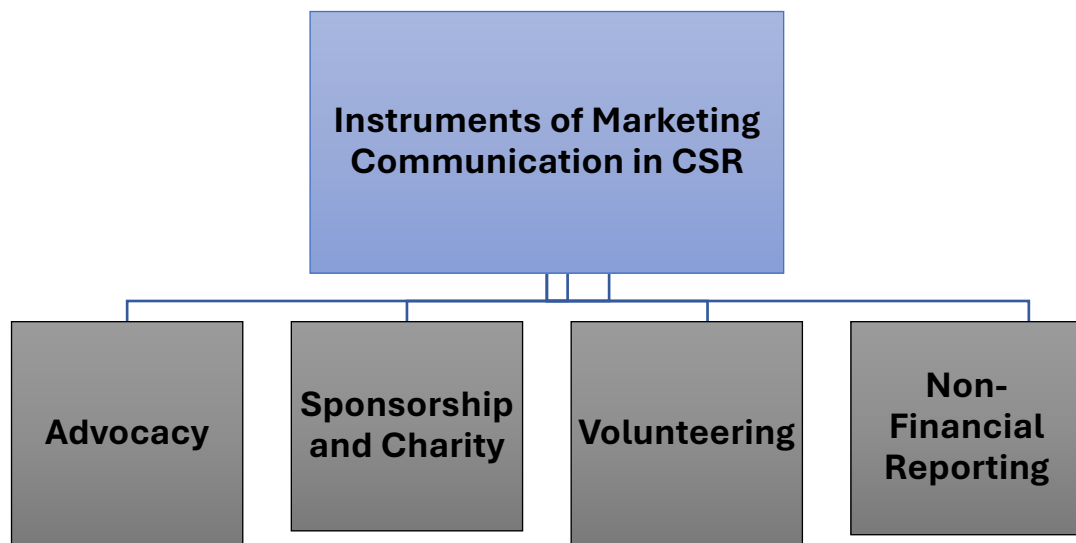 Instruments of Marketing
Communication in CSR
Advocacy
Sponsorship
and Charity
Volunteering
Non-
Financial
Reporting